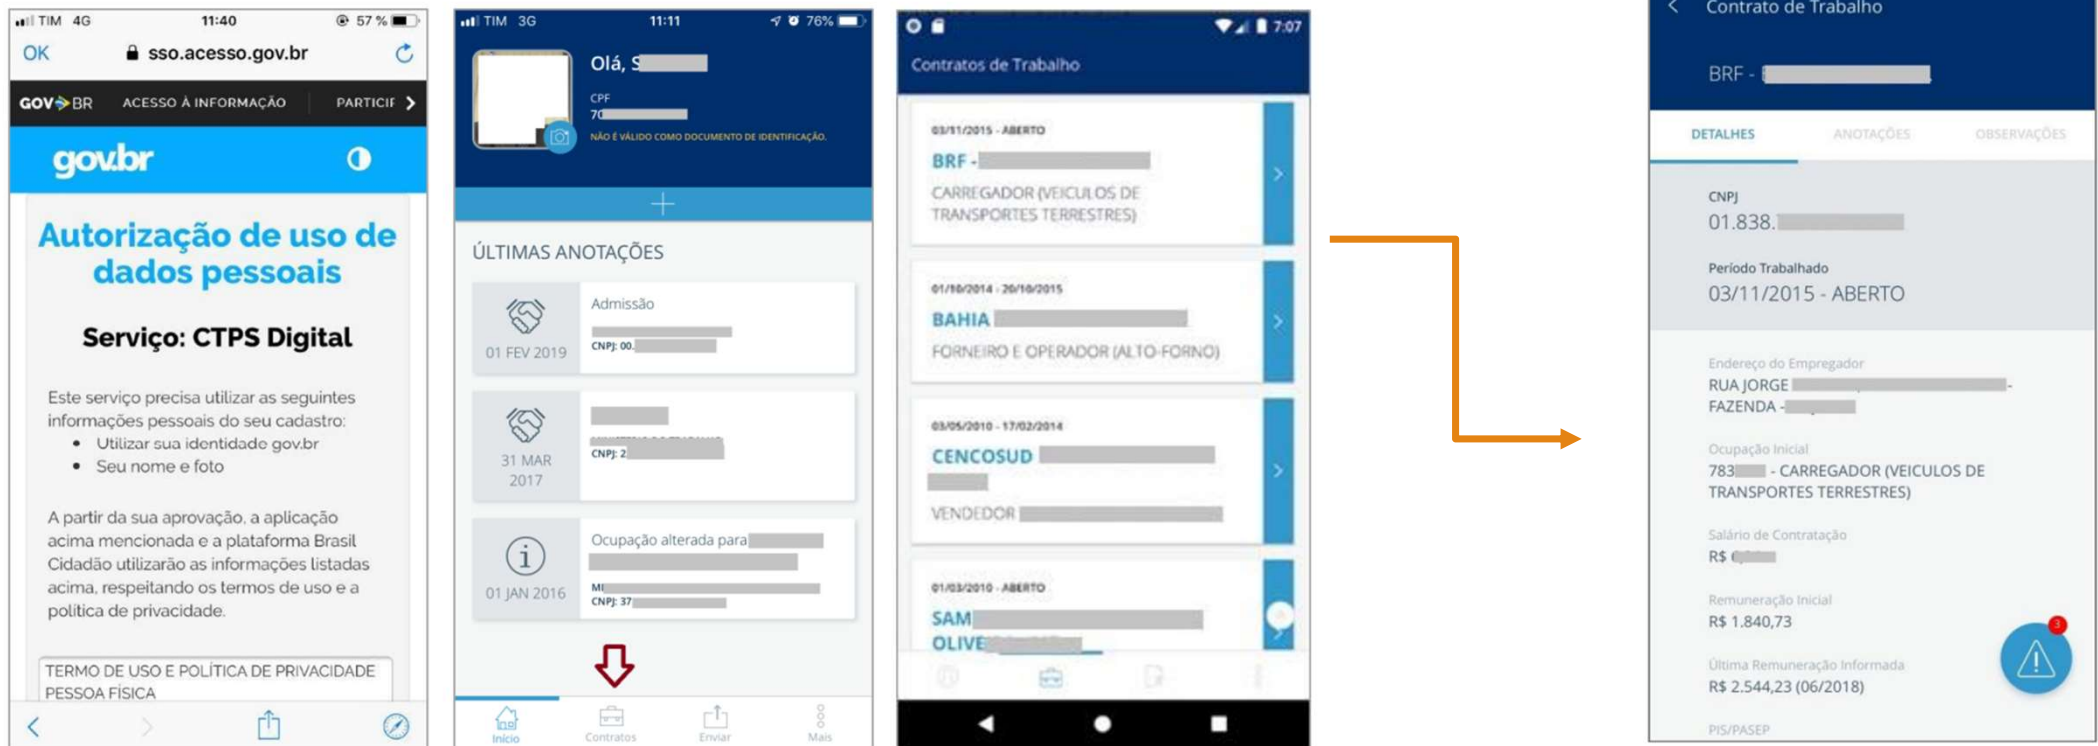 TIM 4G 11:40 57 %
OK sso.acesso.gov.br
GOV BR ACESSO À INFORMAÇÃO PARTICIF
gov.br
Autorização de uso de
dados pessoais
Serviço: CTPS Digital
Este serviço precisa utilizar as seguintes
informações pessoais do seu cadastro:
• Utilizar sua identidade gov.br
• Seu nome e foto
A partir da sua aprovação, a aplicação
acima mencionada e a plataforma Brasil
Cidadão utilizarão as informações listadas
acima, respeitando os termos de uso e a
política de privacidade.
TERMO DE USO E POLÍTICA DE PRIVACIDADE
PESSOA FÍSICA
TIM 3G 11:11 76%
Olá, S
CPF
70
NÃO É VÁLIDO COMO DOCUMENTO DE IDENTIFICAÇÃO.
ÚLTIMAS ANOTAÇÕES
Admissão
01 FEV 2019
CNPJ: 00.
31 MAR
2017
CNPJ: 2
Ocupação alterada para
01 JAN 2016
MI
CNPJ: 37
Início Contratos Enviar Mais
7:07
Contratos de Trabalho
03/11/2015 - ABERTO
BRF -
CARREGADOR (VEICULOS DE
TRANSPORTES TERRESTRES)
01/10/2014 - 20/10/2015
BAHIA
FORNEIRO E OPERADOR (ALTO-FORNO)
03/05/2010 - 17/02/2014
CENCOSUD
VENDEDOR
01/03/2010 - ABERTO
SAM
OLIVE
Contrato de Trabalho
BRF -
DETALHES ANOTAÇÕES OBSERVAÇÕES
CNPJ
01.838.
Período Trabalhado
03/11/2015 - ABERTO
Endereço do Empregador
RUA JORGE -
FAZENDA -
Ocupação Inicial
783 - CARREGADOR (VEICULOS DE
TRANSPORTES TERRESTRES)
Salário de Contratação
R$
Remuneração Inicial
R$ 1.840,73
3
Última Remuneração Informada
R$ 2.544,23 (06/2018)
PIS/PASEP